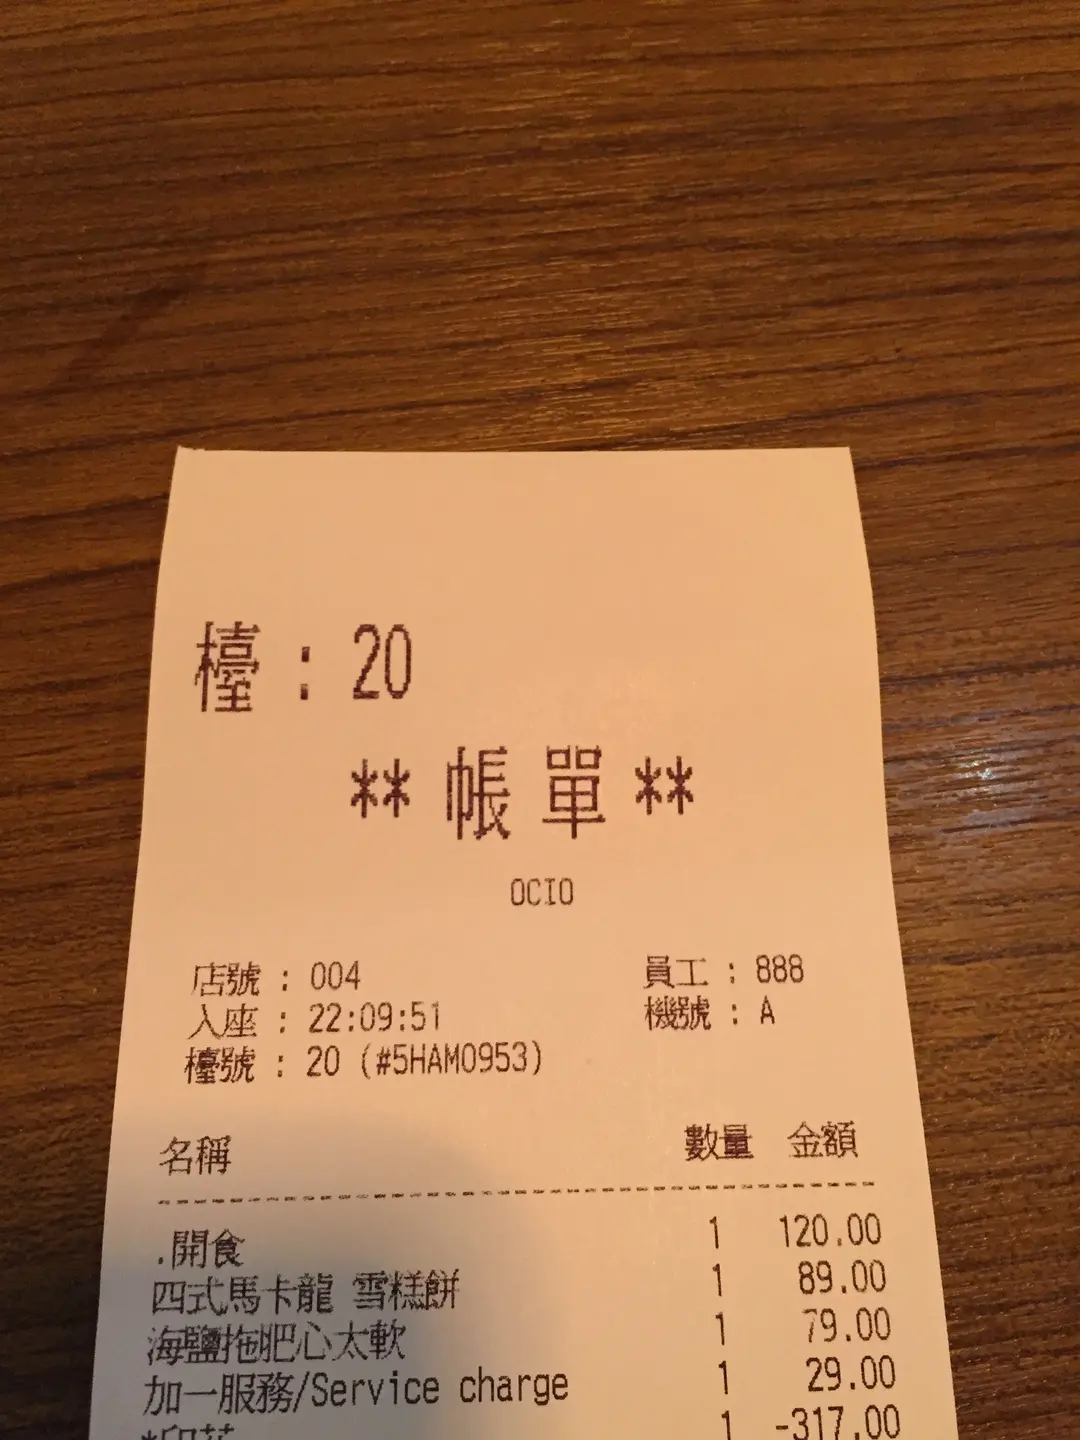 檯 : 20
** 帳 單 **
OCIO
店號 : 004 員工 : 888
入座 : 22:09:51 機號 : A
檯號 : 20 (#5HAM0953)
名稱 數量 金額
.開食 1 120.00
四式馬卡龍 雪糕餅 1 89.00
海鹽拖肥心太軟 1 79.00
加一服務/Service charge 1 29.00
1 -317.00